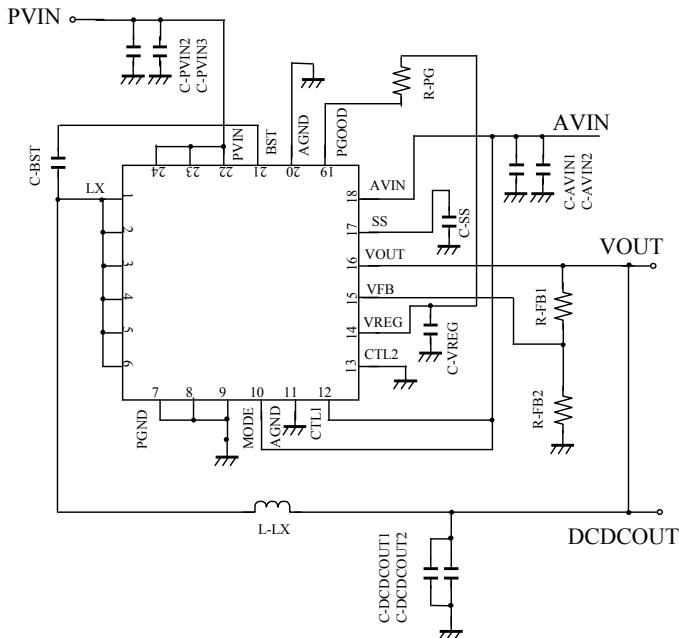 PVIN
C-PVIN2
C-PVIN3
R-PG
C-BST
PVIN
BST
AGND
PGOOD
AVIN
24
23
22
21
20
19
LX
1
2
3
4
5
6
18
17
16
15
14
13
AVIN
SS
VOUT
VFB
VREG
CTL2
C-SS
C-AVIN1
C-AVIN2
VOUT
R-FB1
C-VREG
R-FB2
7
8
9
10
11
12
PGND
MODE
AGND
CTL1
L-LX
DCDCOUT
C-DCDCOUT1
C-DCDCOUT2